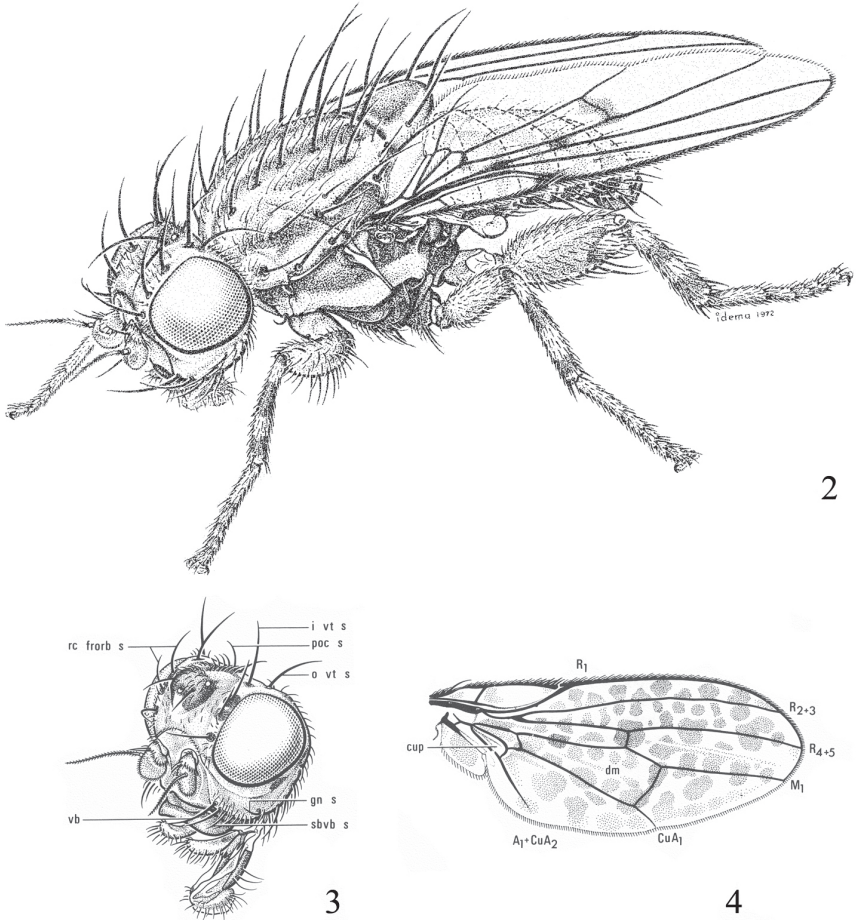 idema 1972
2
i vt s
rc frorb s
poc s
o vt s
gn s
vb
sbvb s
3
R1
R2+3
cup
R4+5
dm
M1
A1+CuA2
CuA1
4